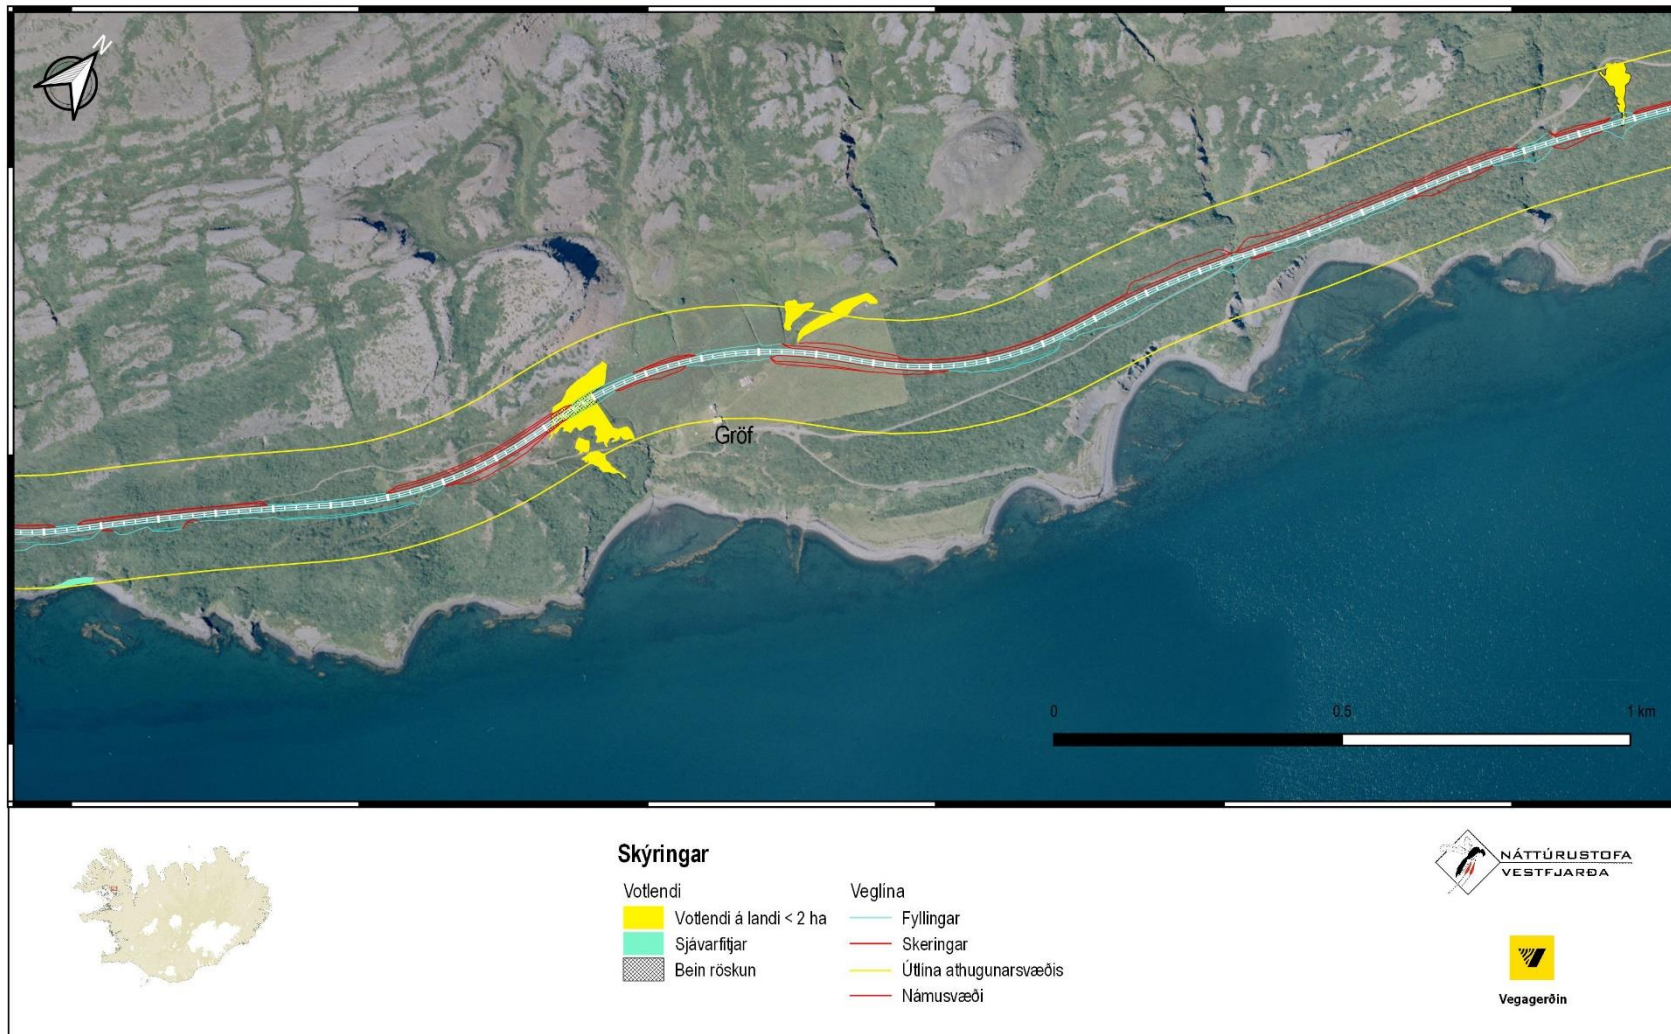 N
Gröf
0 0.5 1 km
Skýringar
Votlendi
Votlendi á landi < 2 ha
Sjávarfitjar
Bein röskun
Veglína
Fyllingar
Skeringar
Útlína athugunarsvæðis
Námusvæði
NÁTTÚRUSTOFA
VESTFJARÐA
Vegagerðin